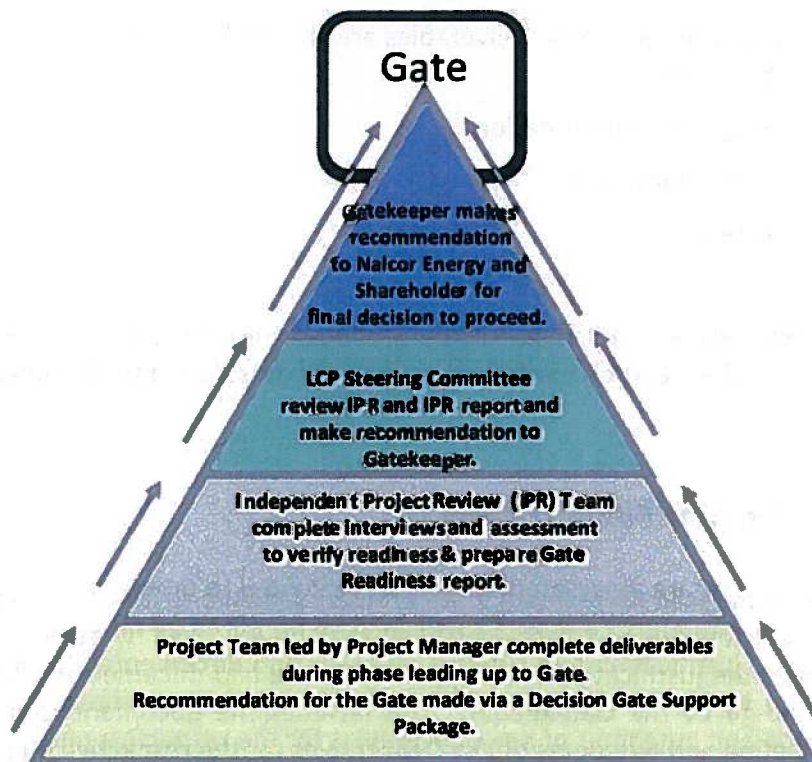 Gate
Gatekeeper makes
recommendation
to Nalcor Energy and
Shareholder for
final decision to proceed.
LCP Steering Committee
review IPR and IPR report and
make recommendation to
Gatekeeper.
Independent Project Review (IPR) Team
complete interviews and assessment
to verify readiness & prepare Gate
Readiness report.
Project Team led by Project Manager complete deliverables
during phase leading up to Gate.
Recommendation for the Gate made via a Decision Gate Support
Package.